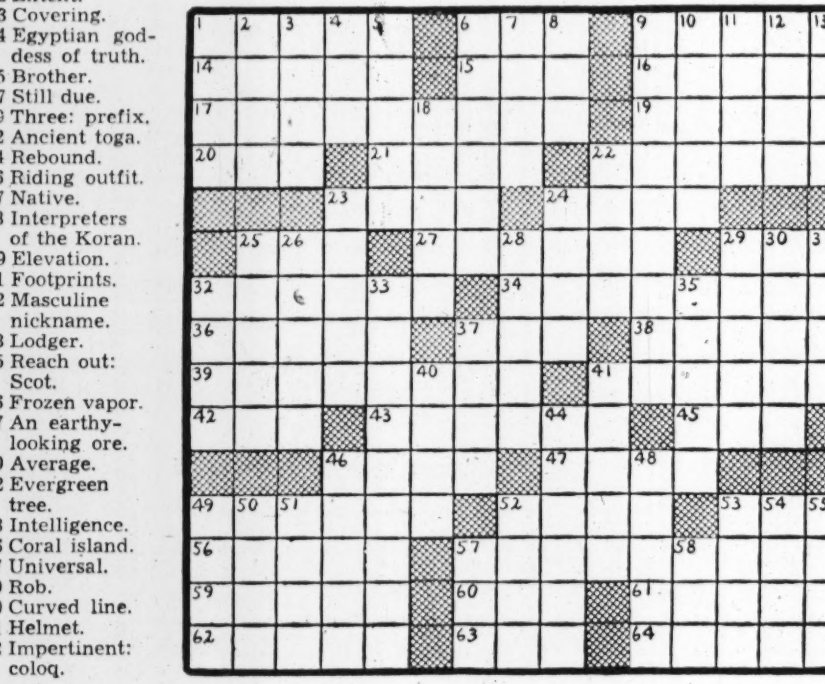 3 Covering.
4 Egyptian god-
dess of truth.
5 Brother.
7 Still due.
9 Three: prefix.
2 Ancient toga.
4 Rebound.
6 Riding outfit.
7 Native.
8 Interpreters
of the Koran.
9 Elevation.
1 Footprints.
2 Masculine
nickname.
3 Lodger.
5 Reach out:
Scot.
6 Frozen vapor.
7 An earthy-
looking ore.
9 Average.
2 Evergreen
tree.
3 Intelligence.
6 Coral island.
7 Universal.
9 Rob.
0 Curved line.
1 Helmet.
2 Impertinent:
coloq.
1 2 3 4 5 6 7 8 9 10 11 12 13
14 15 16
17 18 19
20 21 22
23 24
25 26 27 28 29 30 3
32 33 34 35
36 37 38
39 40 41
42 43 44 45
46 47 48
49 50 51 52 53 54 55
56 57 58
59 60 61
62 63 64